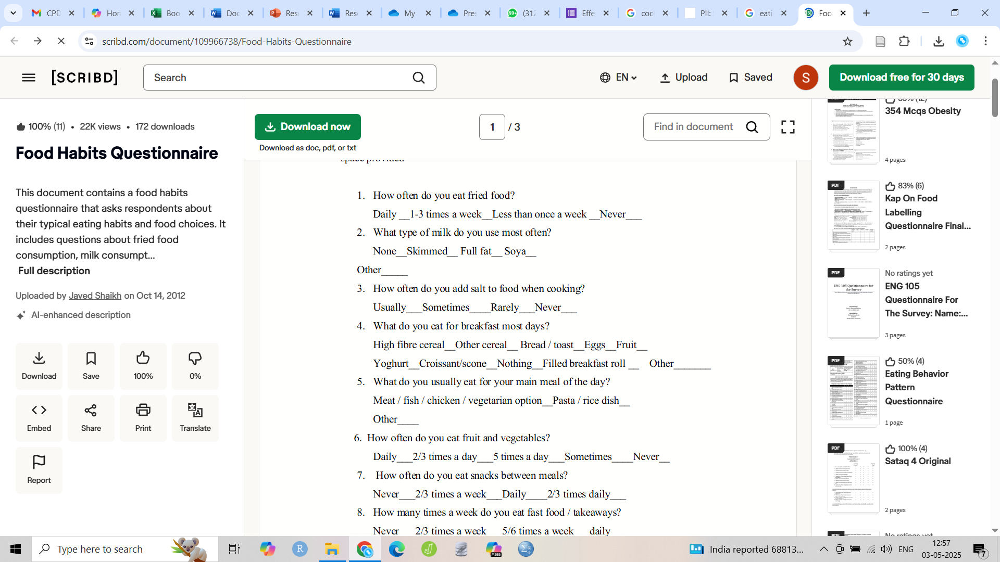 CPD
Hor
Boo
Doc
Res
Res
My
Pres
(312
Effe
coc
PII:
eati
Foo
scribd.com/document/109966738/Food-Habits-Questionnaire
[SCRIBD]
Search
EN
Upload
Saved
S
Download free for 30 days
100% (11) • 22K views • 172 downloads
Food Habits Questionnaire
This document contains a food habits
questionnaire that asks respondents about
their typical eating habits and food choices. It
includes questions about fried food
consumption, milk consumpt...
Full description
Uploaded by Javed Shaikh on Oct 14, 2012
AI-enhanced description
Download
Save
100%
0%
Embed
Share
Print
Translate
Report
Download now
Download as doc, pdf, or txt
1 / 3
Find in document
space provided
1. How often do you eat fried food?
Daily __1-3 times a week__Less than once a week __Never___
2. What type of milk do you use most often?
None__Skimmed__ Full fat__ Soya__
Other_____
3. How often do you add salt to food when cooking?
Usually___Sometimes____Rarely___Never___
4. What do you eat for breakfast most days?
High fibre cereal__Other cereal__ Bread / toast__Eggs__Fruit__
Yoghurt__Croissant/scone__Nothing__Filled breakfast roll __ Other_______
5. What do you usually eat for your main meal of the day?
Meat / fish / chicken / vegetarian option__Pasta / rice dish__
Other____
6. How often do you eat fruit and vegetables?
Daily___2/3 times a day___5 times a day___Sometimes____Never__
7. How often do you eat snacks between meals?
Never___2/3 times a week___Daily____2/3 times daily___
8. How many times a week do you eat fast food / takeaways?
Never 2/3 times a week 5/6 times a week daily
83% (12)
354 Mcqs Obesity
4 pages
PDF
83% (6)
Kap On Food
Labelling
Questionnaire Final...
2 pages
PDF
ENG 105 Questionnaire for
the Survey
No ratings yet
ENG 105
Questionnaire For
The Survey: Name:...
3 pages
PDF
50% (4)
Eating Behavior
Pattern
Questionnaire
1 page
PDF
100% (4)
Sataq 4 Original
2 pages
PDF
No ratings yet
Type here to search
M365
India reported 68813...
ENG
12:57
03-05-2025
7